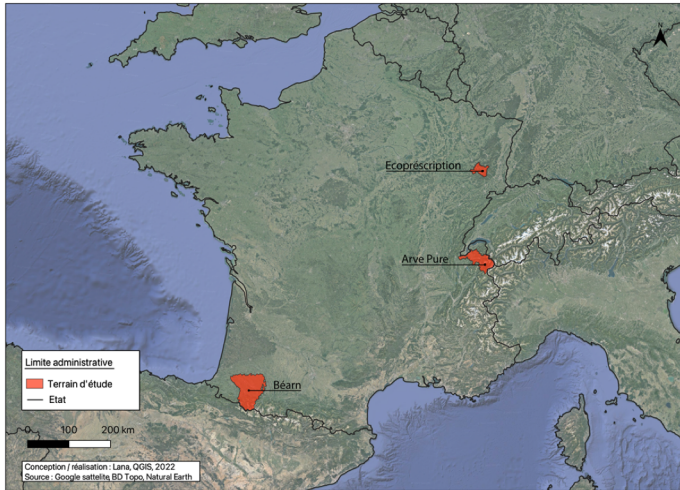 N
Ecopréscription
Arve Pure
Béarn
Limite administrative
Terrain d'étude
Etat
0 100 200 km
Conception / réalisation : Lana, QGIS, 2022
Source : Google sattelite, BD Topo, Natural Earth